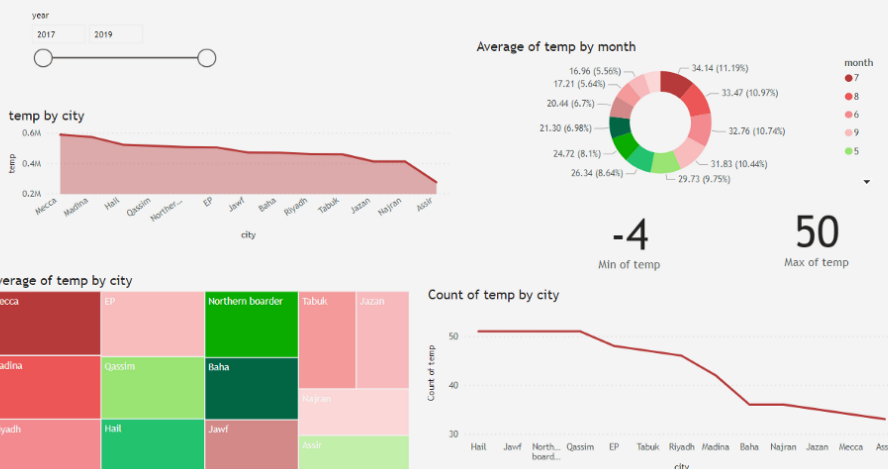 year
2017 2019
temp by city
0.6M
0.4M
0.2M
temp
Mecca Madina Hail Qassim Norther... EP Jawf Baha Riyadh Tabuk Jazan Najran Assir
city
Average of temp by month
34.14 (11.19%)
33.47 (10.97%)
32.76 (10.74%)
31.83 (10.44%)
29.73 (9.75%)
26.34 (8.64%)
24.72 (8.1%)
21.30 (6.98%)
20.44 (6.7%)
17.21 (5.64%)
16.96 (5.56%)
month
7
8
6
9
5
-4
Min of temp
50
Max of temp
verage of temp by city
ecca
adina
iyadh
EP
Qassim
Hail
Northern boarder
Baha
Jawf
Tabuk
Jazan
Najran
Assir
Count of temp by city
50
40
30
Count of temp
Hail Jawf North... Qassim EP Tabuk Riyadh Madina Baha Najran Jazan Mecca Ass
board...
city